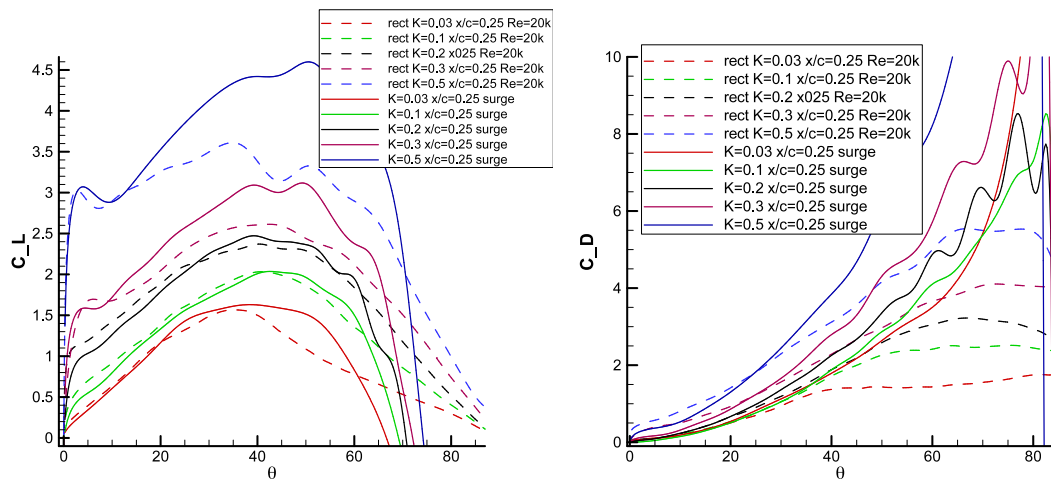 rect K=0.03 x/c=0.25 Re=20k
rect K=0.1 x/c=0.25 Re=20k
rect K=0.2 x025 Re=20k
rect K=0.3 x/c=0.25 Re=20k
rect K=0.5 x/c=0.25 Re=20k
K=0.03 x/c=0.25 surge
K=0.1 x/c=0.25 surge
K=0.2 x/c=0.25 surge
K=0.3 x/c=0.25 surge
K=0.5 x/c=0.25 surge
4.5
4
3.5
3
2.5
2
1.5
1
0.5
0
C_L
0 20 40 60 80
θ
rect K=0.03 x/c=0.25 Re=20k
rect K=0.1 x/c=0.25 Re=20k
rect K=0.2 x025 Re=20k
rect K=0.3 x/c=0.25 Re=20k
rect K=0.5 x/c=0.25 Re=20k
K=0.03 x/c=0.25 surge
K=0.1 x/c=0.25 surge
K=0.2 x/c=0.25 surge
K=0.3 x/c=0.25 surge
K=0.5 x/c=0.25 surge
10
8
6
4
2
0
C_D
0 20 40 60 80
θ